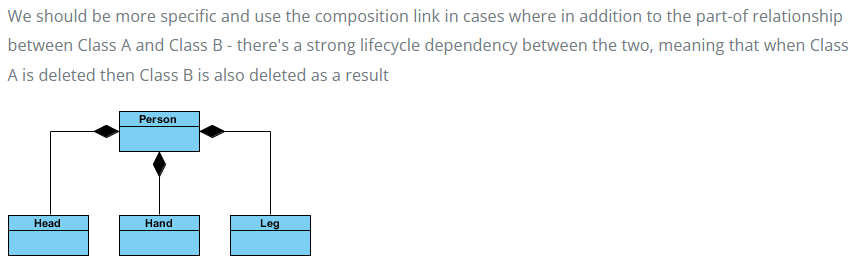 We should be more specific and use the composition link in cases where in addition to the part-of relationship
between Class A and Class B - there's a strong lifecycle dependency between the two, meaning that when Class
A is deleted then Class B is also deleted as a result
Person
Head
Hand
Leg